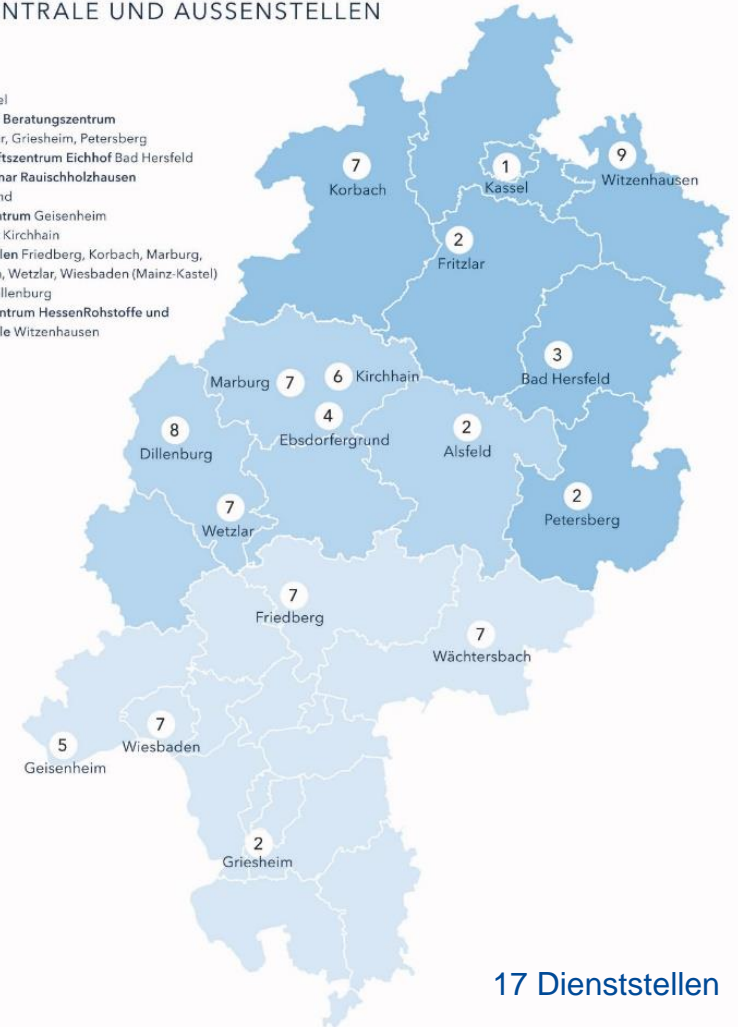 NTRALE UND AUSSENSTELLEN
el
Beratungszentrum
r, Griesheim, Petersberg
ftszentrum Eichhof Bad Hersfeld
mar Rauischholzhausen
nd
ntrum Geisenheim
Kirchhain
len Friedberg, Korbach, Marburg,
, Wetzlar, Wiesbaden (Mainz-Kastel)
llenburg
ntrum HessenRohstoffe und
le Witzenhausen
7
Korbach
1
Kassel
9
Witzenhausen
2
Fritzlar
3
Bad Hersfeld
Marburg 7
6 Kirchhain
4
Ebsdorfergrund
2
Alsfeld
8
Dillenburg
7
Wetzlar
2
Petersberg
7
Friedberg
7
Wächtersbach
7
Wiesbaden
5
Geisenheim
2
Griesheim
17 Dienststellen